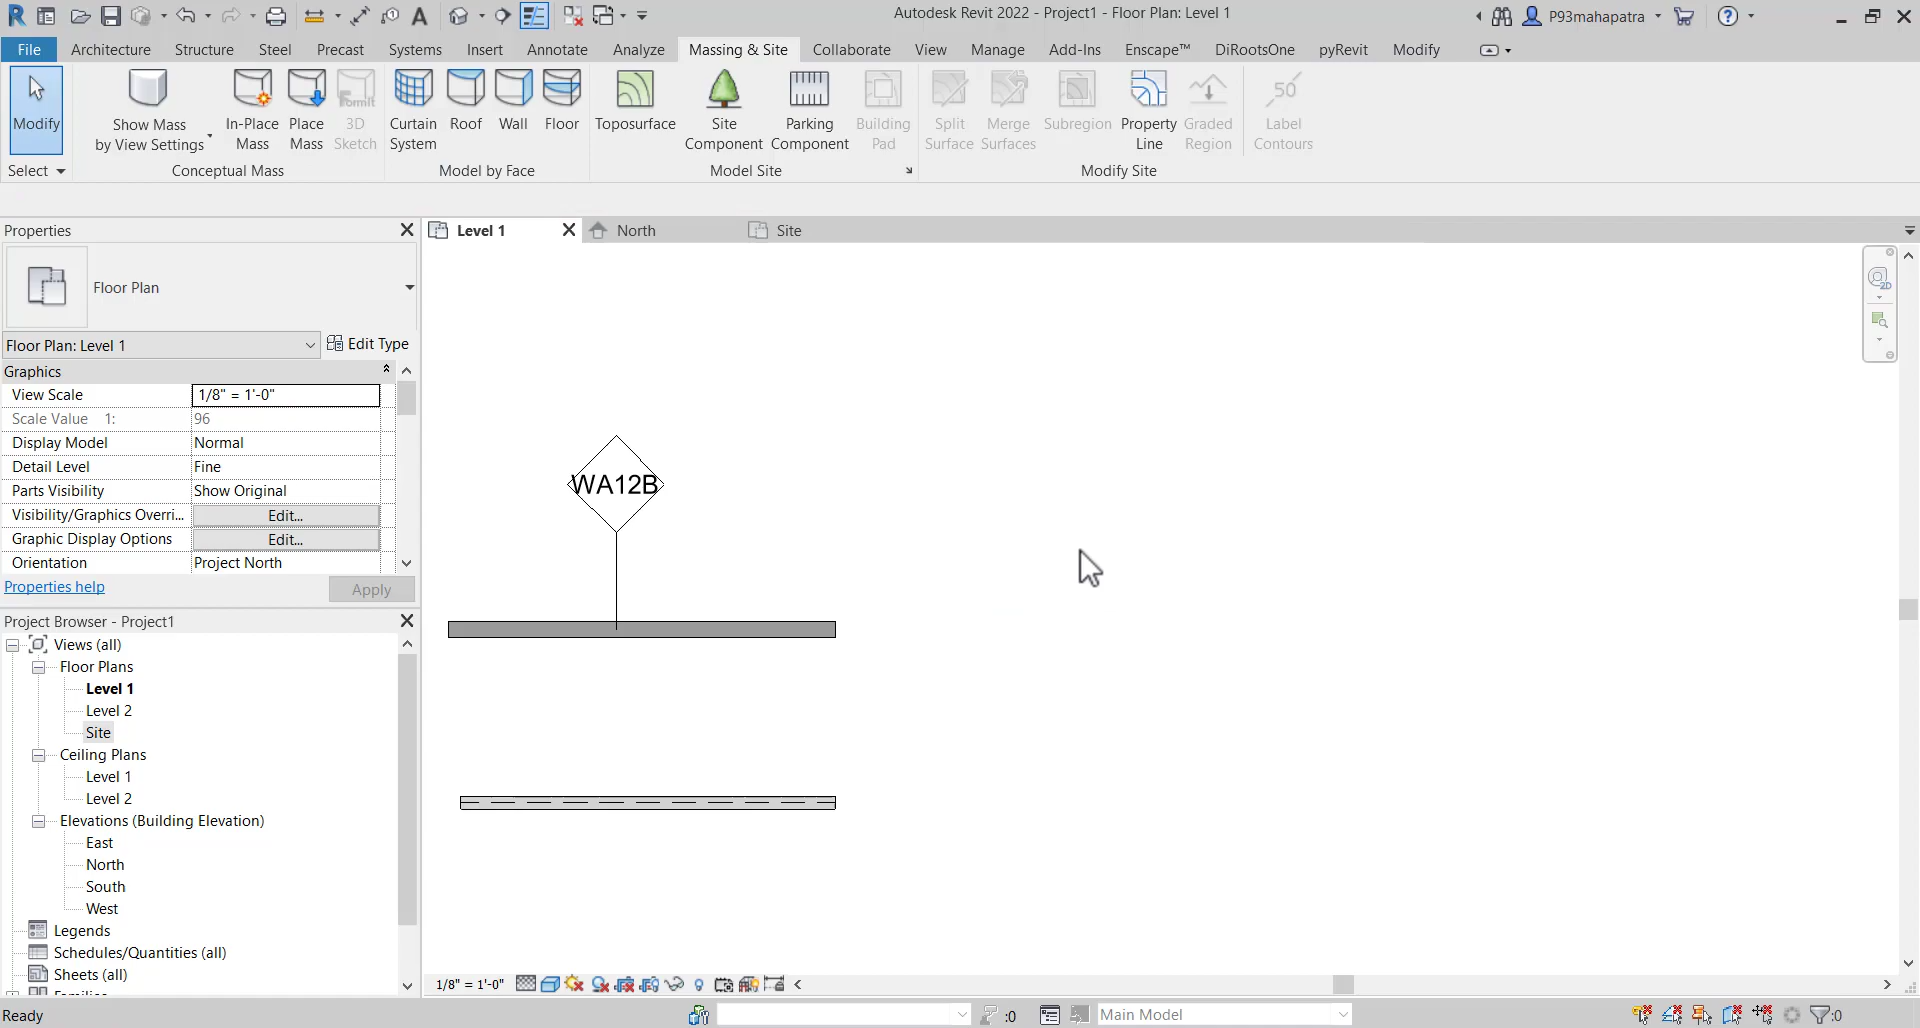 Autodesk Revit 2022 - Project1 - Floor Plan: Level 1
P93mahapatra
File
Architecture
Structure
Steel
Precast
Systems
Insert
Annotate
Analyze
Massing & Site
Collaborate
View
Manage
Add-Ins
Enscape™
DiRootsOne
pyRevit
Modify
Modify
Show Mass
by View Settings
In-Place
Mass
Place
Mass
FormIt
3D
Sketch
Curtain
System
Roof
Wall
Floor
Toposurface
Site
Component
Parking
Component
Building
Pad
Split
Surface
Merge
Surfaces
Subregion
Property
Line
Graded
Region
50
Label
Contours
Select
Conceptual Mass
Model by Face
Model Site
Modify Site
Properties
Level 1
North
Site
Floor Plan
2D
Floor Plan: Level 1
Edit Type
Graphics
View Scale
1/8" = 1'-0"
Scale Value 1:
96
Display Model
Normal
Detail Level
Fine
Parts Visibility
Show Original
Visibility/Graphics Overri...
Edit...
Graphic Display Options
Edit...
Orientation
Project North
Properties help
Apply
WA12B
Project Browser - Project1
Views (all)
Floor Plans
Level 1
Level 2
Site
Ceiling Plans
Level 1
Level 2
Elevations (Building Elevation)
East
North
South
West
Legends
Schedules/Quantities (all)
Sheets (all)
1/8" = 1'-0"
Ready
:0
Main Model
:0